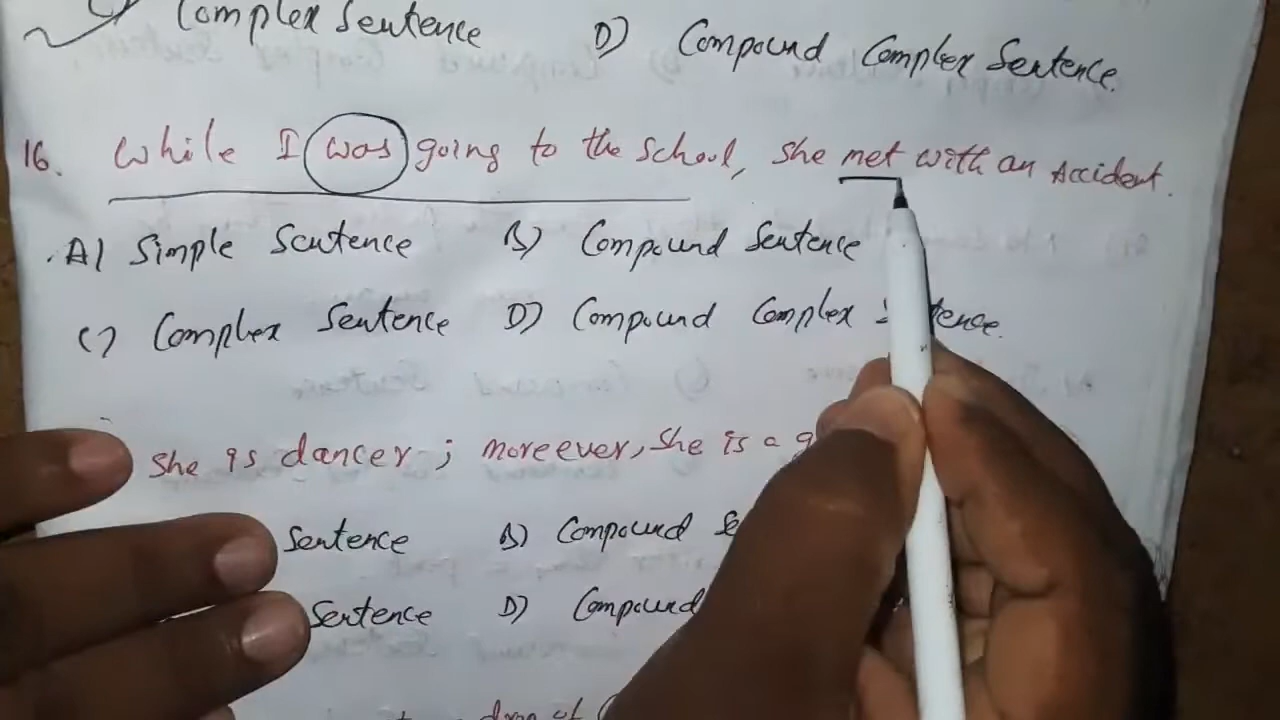 Complex Sentence D) Compound Complex Sentence.
16. While I was going to the school, She met with an Accident.
A) Simple Sentence B) Compound Sentence
C) Complex Sentence D) Compound Complex
She is dancer ; moreever, She is a
Sentence B) Compound
Sentence D) Compound